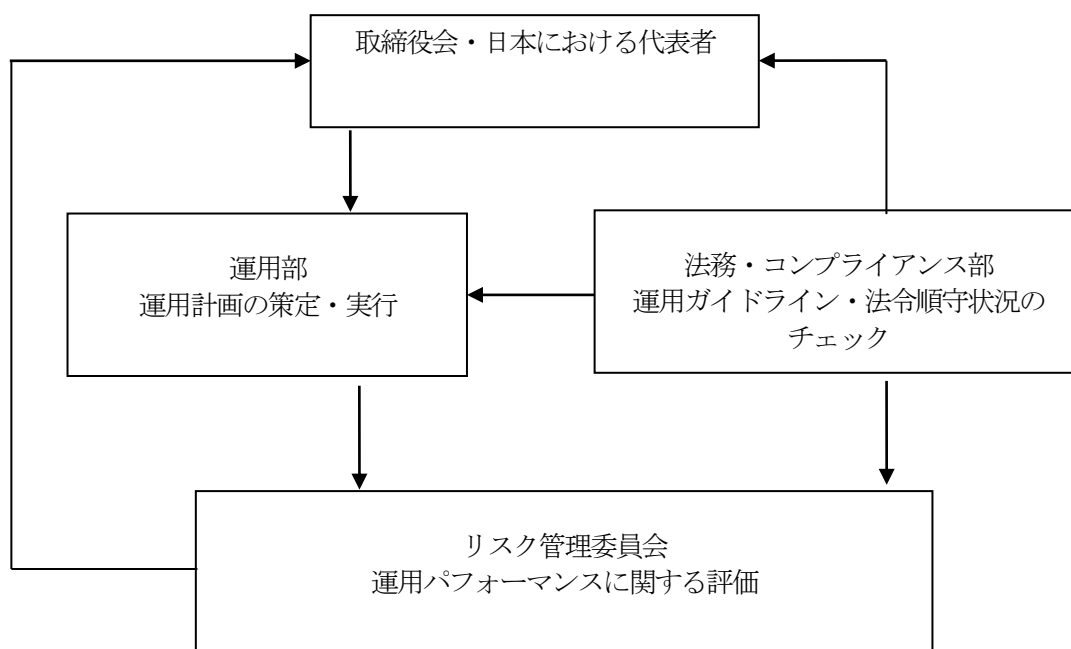 取締役会・日本における代表者
運用部
運用計画の策定・実行
法務・コンプライアンス部
運用ガイドライン・法令順守状況の
チェック
リスク管理委員会
運用パフォーマンスに関する評価